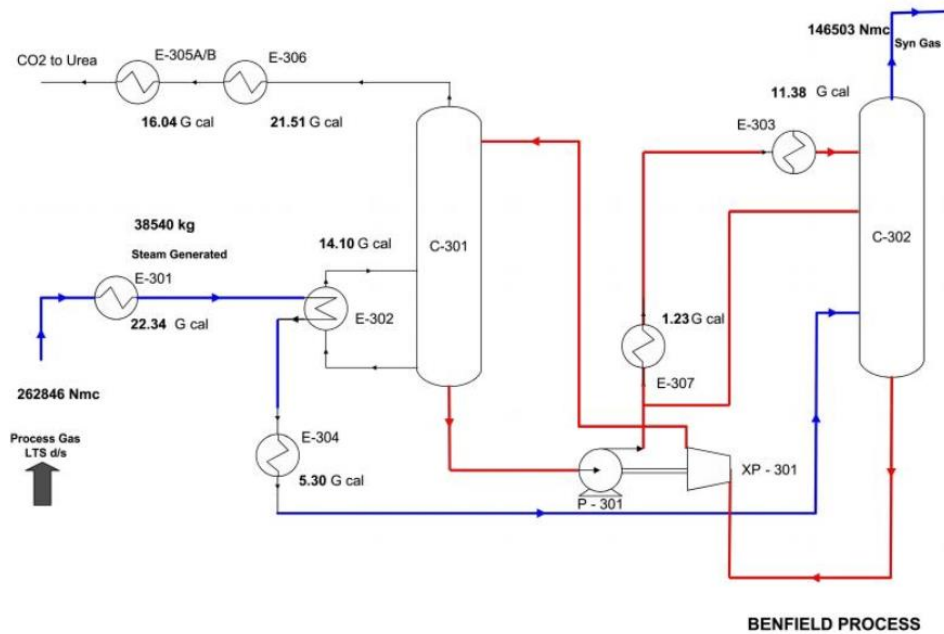 146503 Nmc
Syn Gas
E-305A/B
E-306
CO2 to Urea
16.04 G cal
21.51 G cal
11.38 G cal
E-303
38540 kg
Steam Generated
14.10 G cal
C-301
C-302
E-301
22.34 G cal
E-302
1.23 G cal
E-307
262846 Nmc
Process Gas
LTS d/s
E-304
5.30 G cal
XP - 301
P - 301
BENFIELD PROCESS